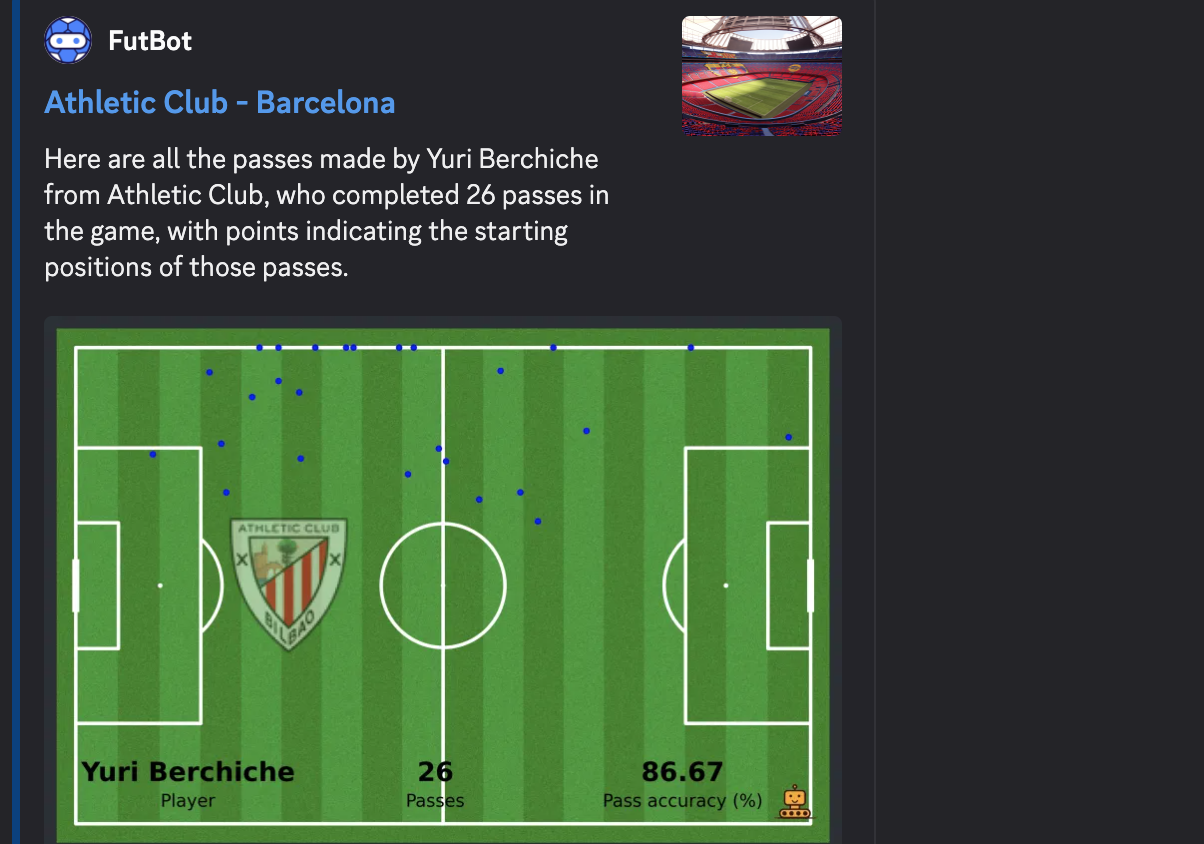 FutBot
Athletic Club - Barcelona
Here are all the passes made by Yuri Berchiche
from Athletic Club, who completed 26 passes in
the game, with points indicating the starting
positions of those passes.
ATHLETIC CLUB
BILBAO
Yuri Berchiche
Player
26
Passes
86.67
Pass accuracy (%)